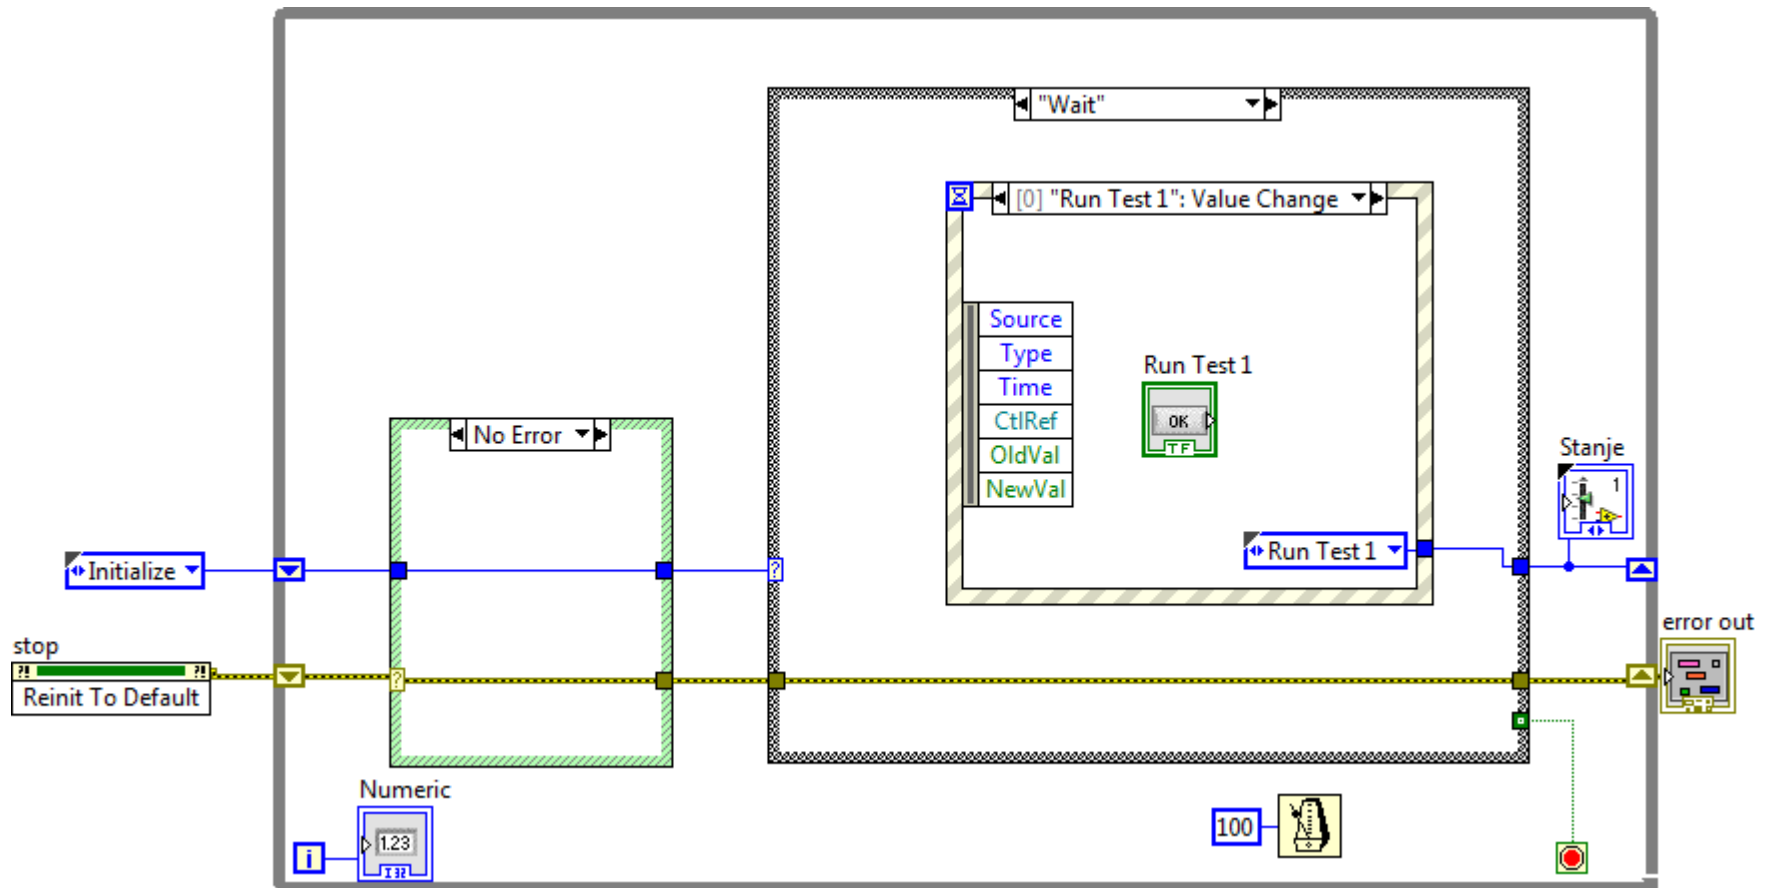 "Wait"
[0] "Run Test 1": Value Change
Source
Type
Time
CtlRef
OldVal
NewVal
Run Test 1
OK
TF
No Error
Stanje
1
Run Test 1
Initialize
?
?
stop
?! ?!
Reinit To Default
?
error out
Numeric
1.23
I32
i
100